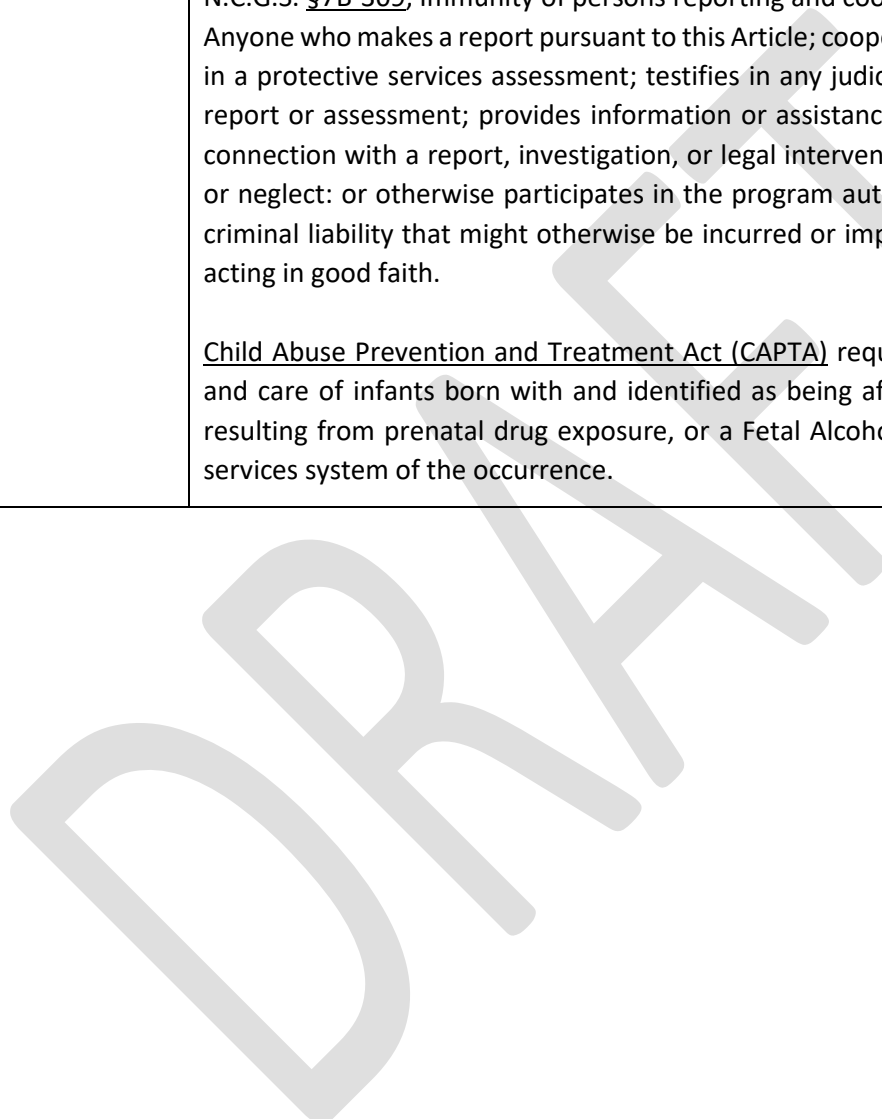 N.C.G.S. §7B-309, immunity of persons reporting and coo
Anyone who makes a report pursuant to this Article; coope
in a protective services assessment; testifies in any judic
report or assessment; provides information or assistanc
connection with a report, investigation, or legal interven
or neglect: or otherwise participates in the program aut
criminal liability that might otherwise be incurred or imp
acting in good faith.
Child Abuse Prevention and Treatment Act (CAPTA) requ
and care of infants born with and identified as being af
resulting from prenatal drug exposure, or a Fetal Alcoho
services system of the occurrence.
DRAFT